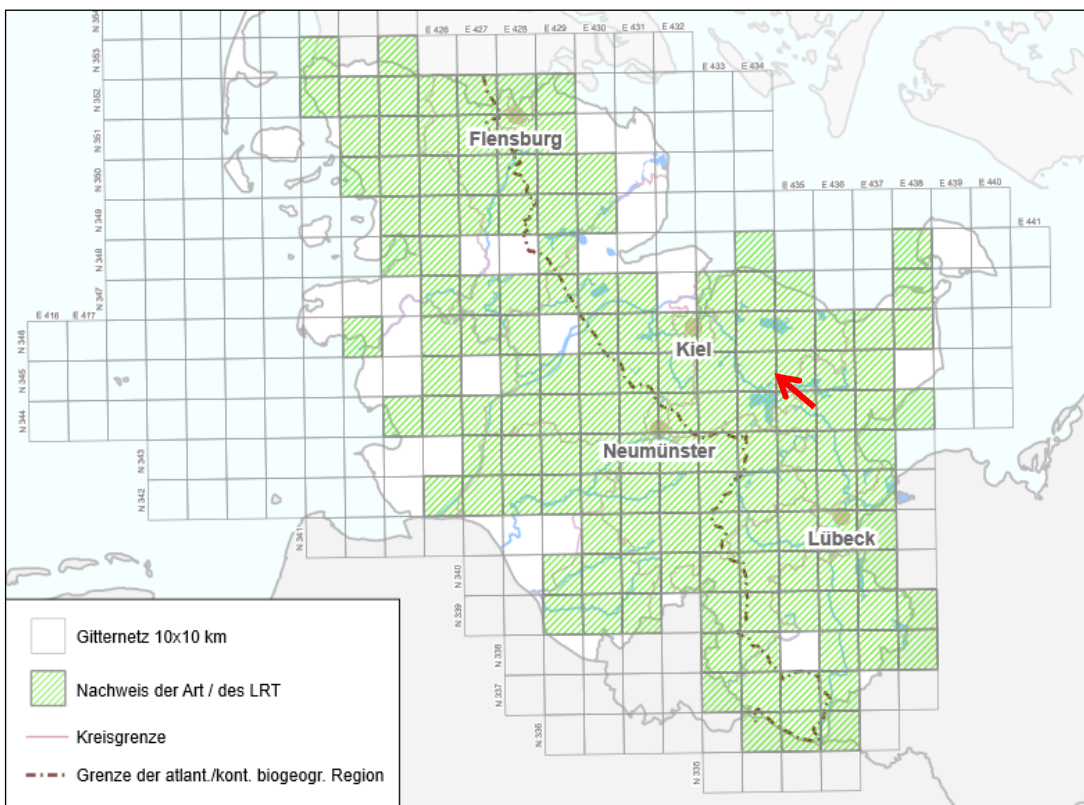 N 354
E 426 E 427 E 428 E 429 E 430 E 431 E 432
N 353
E 433 E 434
N 352
Flensburg
N 351
N 350
E 435 E 436 E 437 E 438 E 439 E 440
N 349
E 441
N 348
N 347
E 416 E 417
N 346
Kiel
N 345
N 344
Neumünster
N 343
N 342
Lübeck
N 341
N 340
N 339
N 338
N 337
N 336
N 336
Gitternetz 10x10 km
Nachweis der Art / des LRT
Kreisgrenze
Grenze der atlant./kont. biogeogr. Region